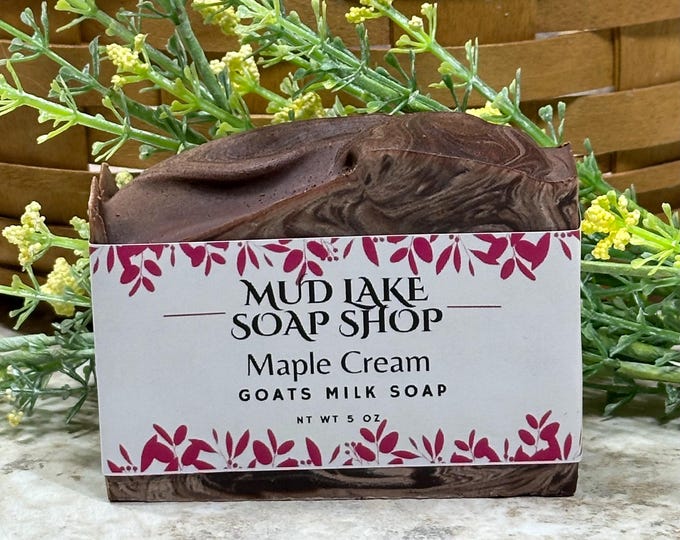 MUD LAKE
SOAP SHOP
Maple Cream
GOATS MILK SOAP
NT WT 5 OZ